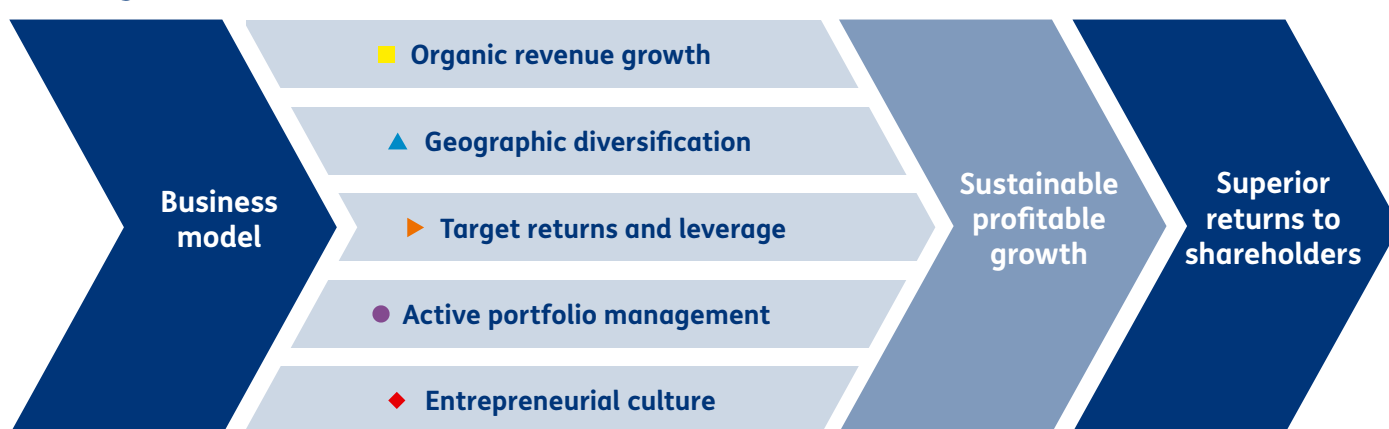 Business
model
Organic revenue growth
Geographic diversification
Target returns and leverage
Active portfolio management
Entrepreneurial culture
Sustainable
profitable
growth
Superior
returns to
shareholders